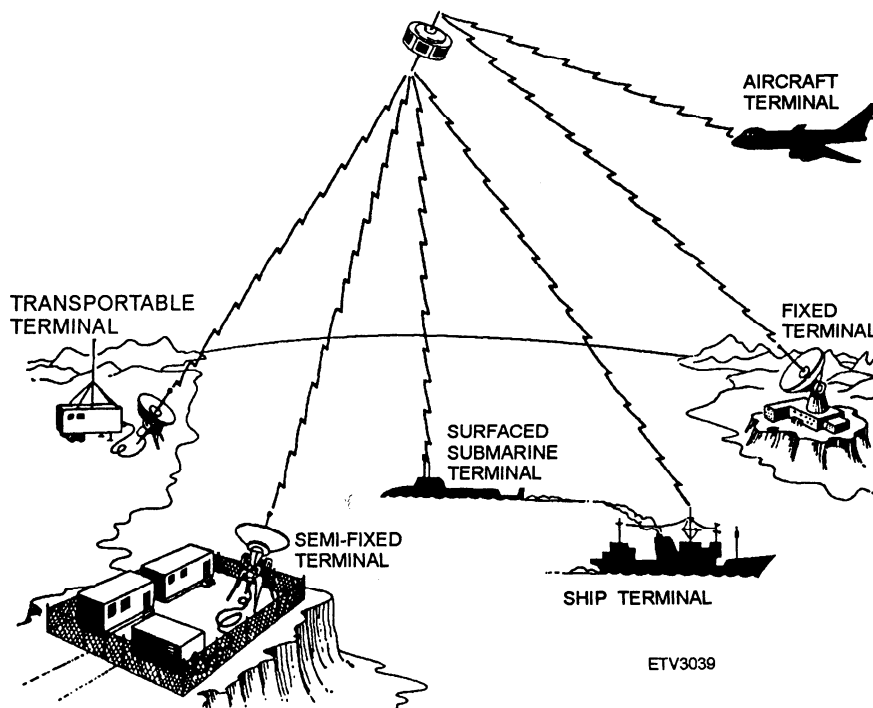 AIRCRAFT
TERMINAL
TRANSPORTABLE
TERMINAL
FIXED
TERMINAL
SURFACED
SUBMARINE
TERMINAL
SEMI-FIXED
TERMINAL
SHIP TERMINAL
ETV3039